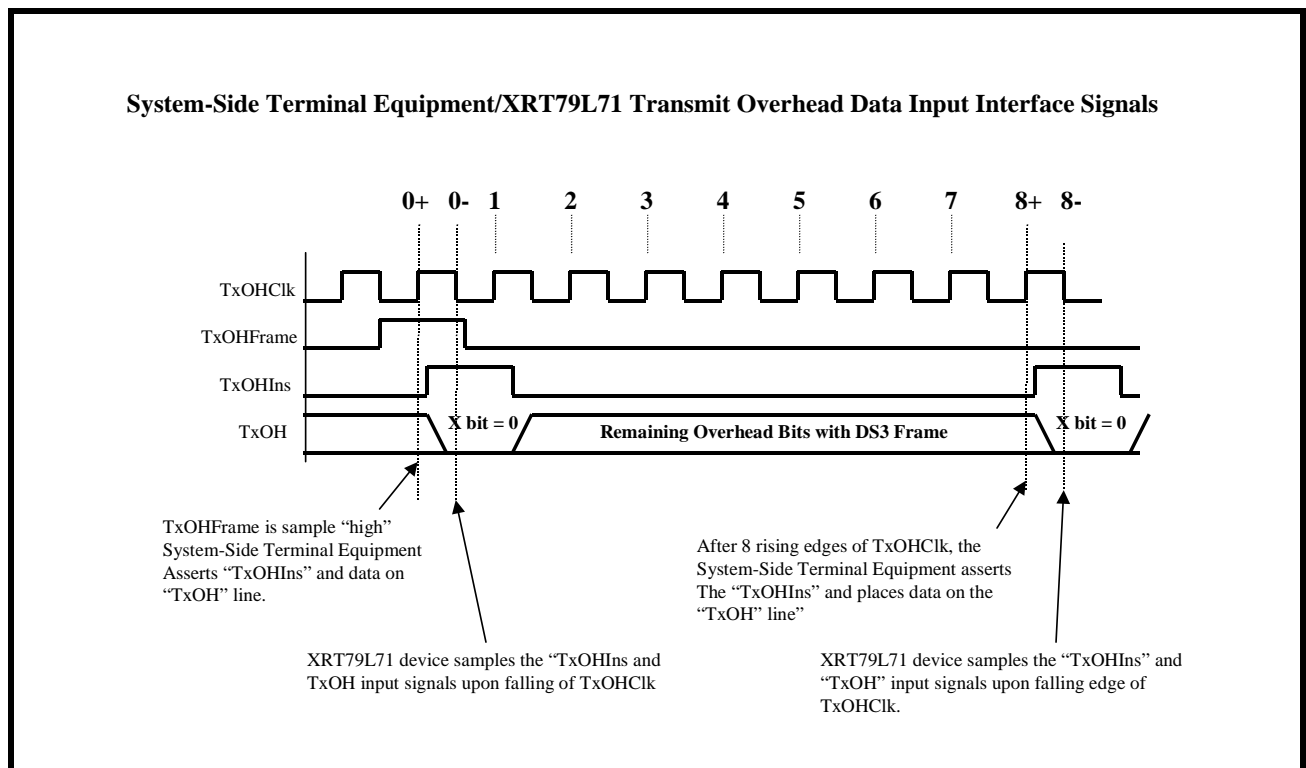 System-Side Terminal Equipment/XRT79L71 Transmit Overhead Data Input Interface Signals
0+ 0- 1 2 3 4 5 6 7 8+ 8-
TxOHClk
TxOHFrame
TxOHIns
TxOH
X bit = 0
Remaining Overhead Bits with DS3 Frame
X bit = 0
TxOHFrame is sample “high”
System-Side Terminal Equipment
Asserts “TxOHIns” and data on
“TxOH” line.
After 8 rising edges of TxOHClk, the
System-Side Terminal Equipment asserts
The “TxOHIns” and places data on the
“TxOH” line”
XRT79L71 device samples the “TxOHIns and
TxOH input signals upon falling of TxOHClk
XRT79L71 device samples the “TxOHIns” and
“TxOH” input signals upon falling edge of
TxOHClk.